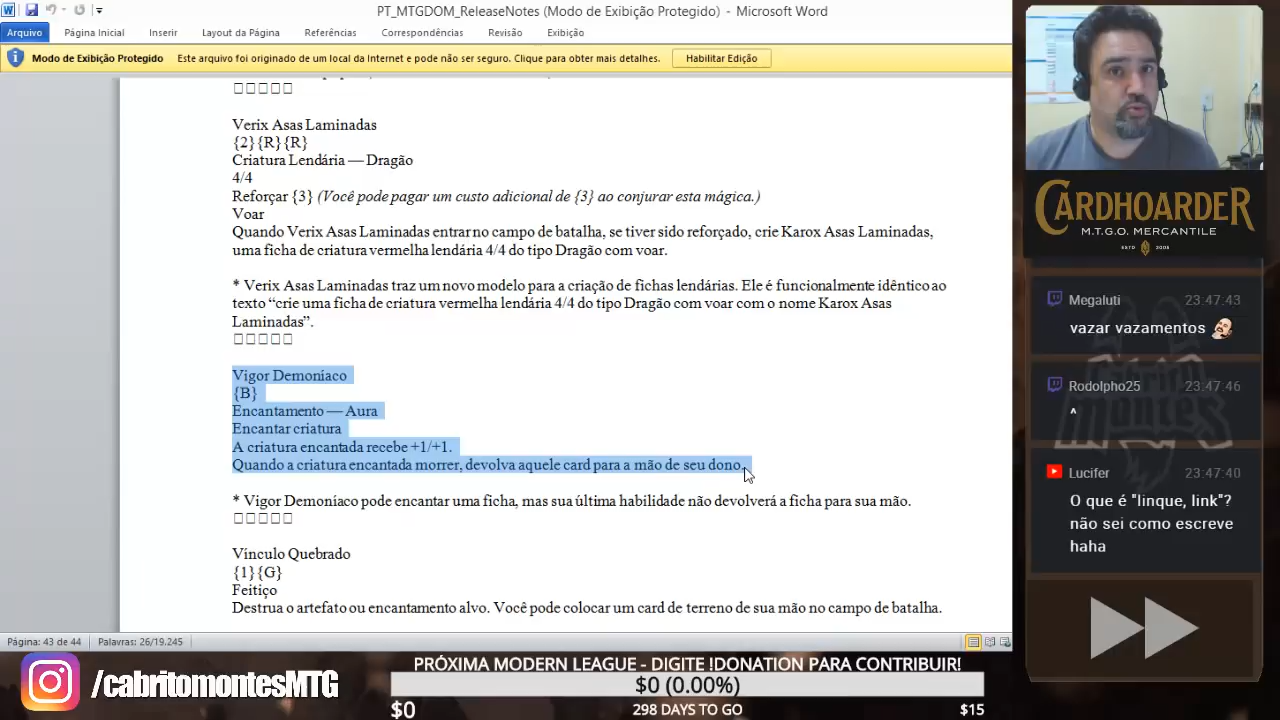 PT_MTGDOM_ReleaseNotes (Modo de Exibição Protegido) - Microsoft Word
Arquivo Página Inicial Inserir Layout da Página Referências Correspondências Revisão Exibição
Modo de Exibição Protegido Este arquivo foi originado de um local da Internet e pode não ser seguro. Clique para obter mais detalhes. Habilitar Edição
Verix Asas Laminadas
{2}{R}{R}
Criatura Lendária — Dragão
4/4
Reforçar {3} (Você pode pagar um custo adicional de {3} ao conjurar esta mágica.)
Voar
Quando Verix Asas Laminadas entrar no campo de batalha, se tiver sido reforçado, crie Karox Asas Laminadas,
uma ficha de criatura vermelha lendária 4/4 do tipo Dragão com voar.
* Verix Asas Laminadas traz um novo modelo para a criação de fichas lendárias. Ele é funcionalmente idêntico ao
texto “crie uma ficha de criatura vermelha lendária 4/4 do tipo Dragão com voar com o nome Karox Asas
Laminadas”.
Vigor Demoníaco
{B}
Encantamento — Aura
Encantar criatura
A criatura encantada recebe +1/+1.
Quando a criatura encantada morrer, devolva aquele card para a mão de seu dono.
* Vigor Demoníaco pode encantar uma ficha, mas sua última habilidade não devolverá a ficha para sua mão.
Vínculo Quebrado
{1}{G}
Feitiço
Destrua o artefato ou encantamento alvo. Você pode colocar um card de terreno de sua mão no campo de batalha.
Página: 43 de 44 Palavras: 26/19.245
CARDHOARDER
M.T.G.O. MERCANTILE
Megaluti 23:47:43
vazar vazamentos
Rodolpho25 23:47:46
^
Lucifer 23:47:40
O que é "linque, link"?
não sei como escreve
haha
/cabritomontesMTG
PRÓXIMA MODERN LEAGUE - DIGITE !DONATION PARA CONTRIBUIR!
$0 (0.00%)
$0 298 DAYS TO GO $15